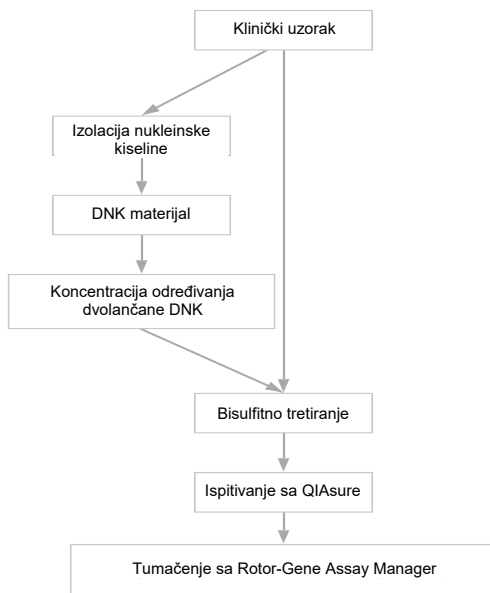 Klinički uzorak
Izolacija nukleinske
kiseline
DNK materijal
Koncentracija određivanja
dvolančane DNK
Bisulfitno tretiranje
Ispitivanje sa QIAsure
Tumačenje sa Rotor-Gene Assay Manager